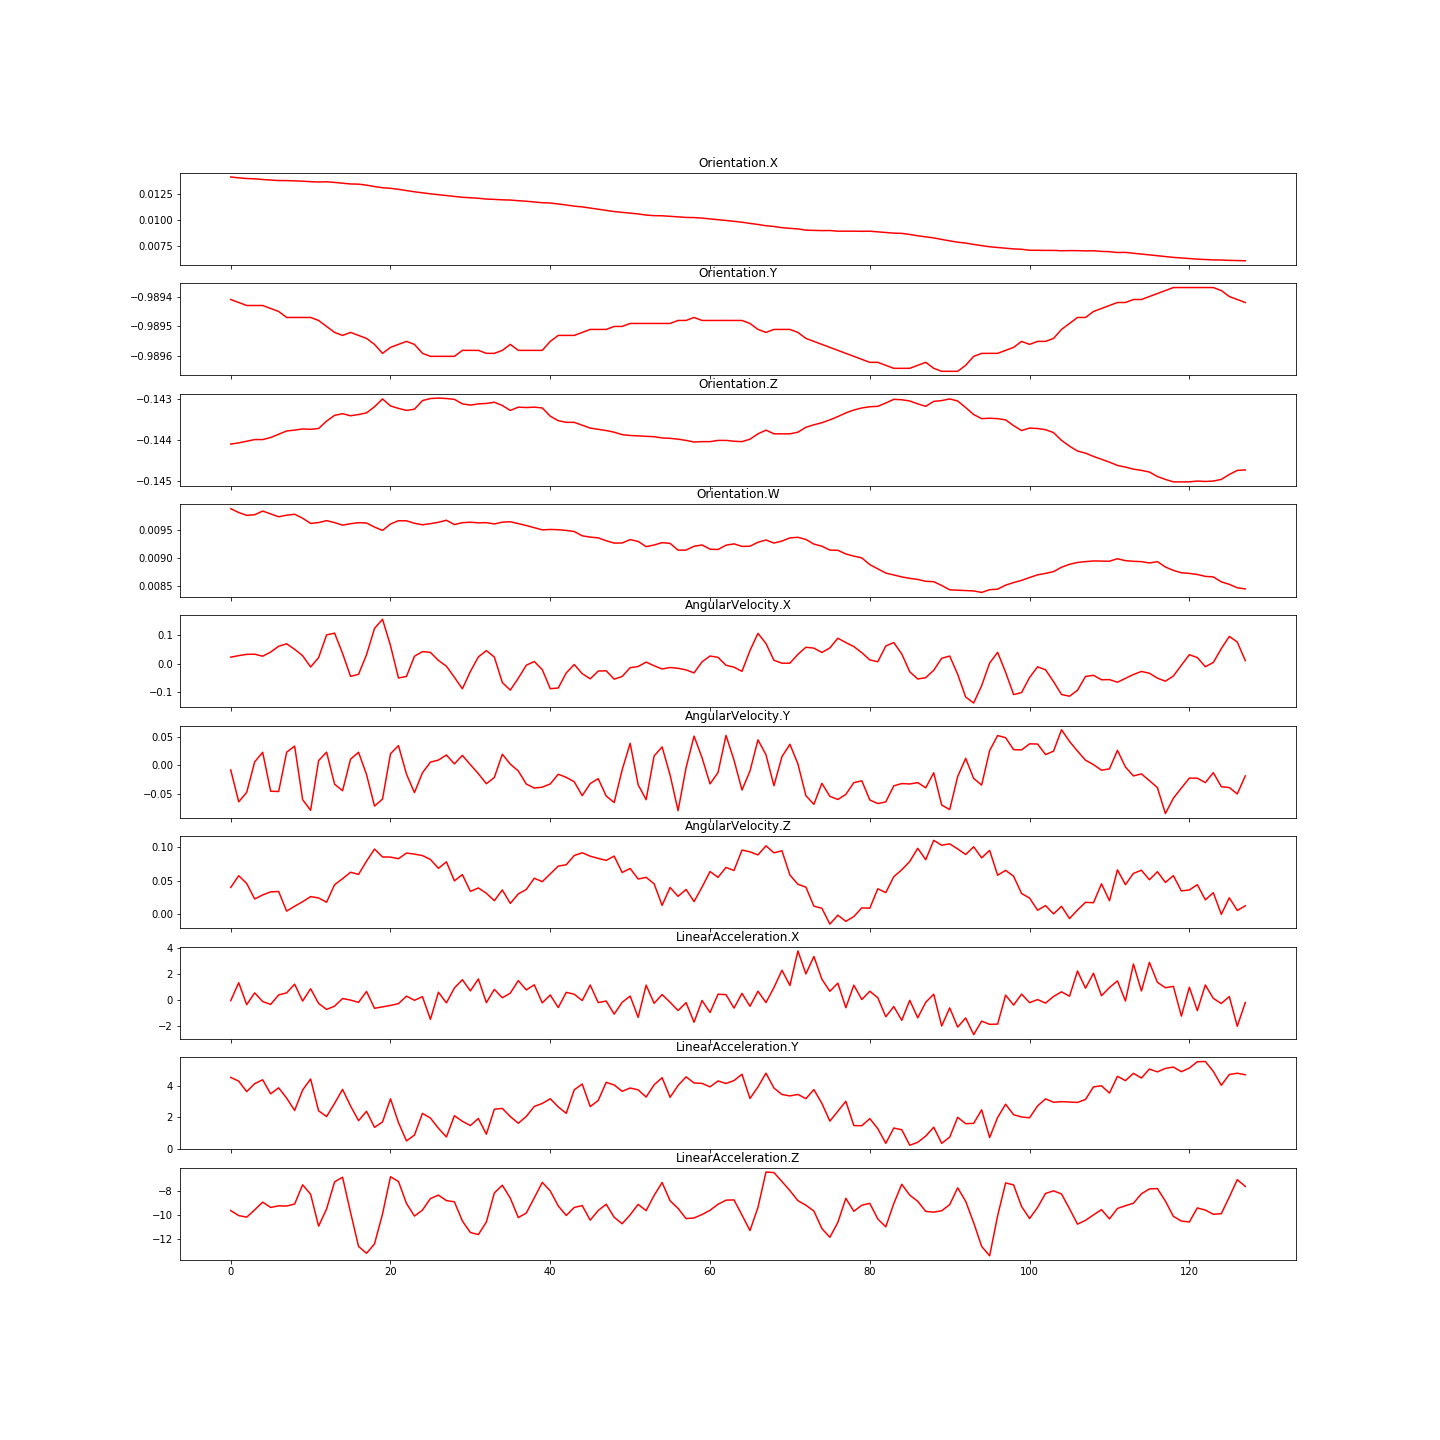 Orientation.X
0.0125
0.0100
0.0075
Orientation.Y
−0.9894
−0.9895
−0.9896
Orientation.Z
−0.143
−0.144
−0.145
Orientation.W
0.0095
0.0090
0.0085
AngularVelocity.X
0.1
0.0
−0.1
AngularVelocity.Y
0.05
0.00
−0.05
AngularVelocity.Z
0.10
0.05
0.00
LinearAcceleration.X
4
2
0
−2
LinearAcceleration.Y
4
2
0
LinearAcceleration.Z
−8
−10
−12
0 20 40 60 80 100 120